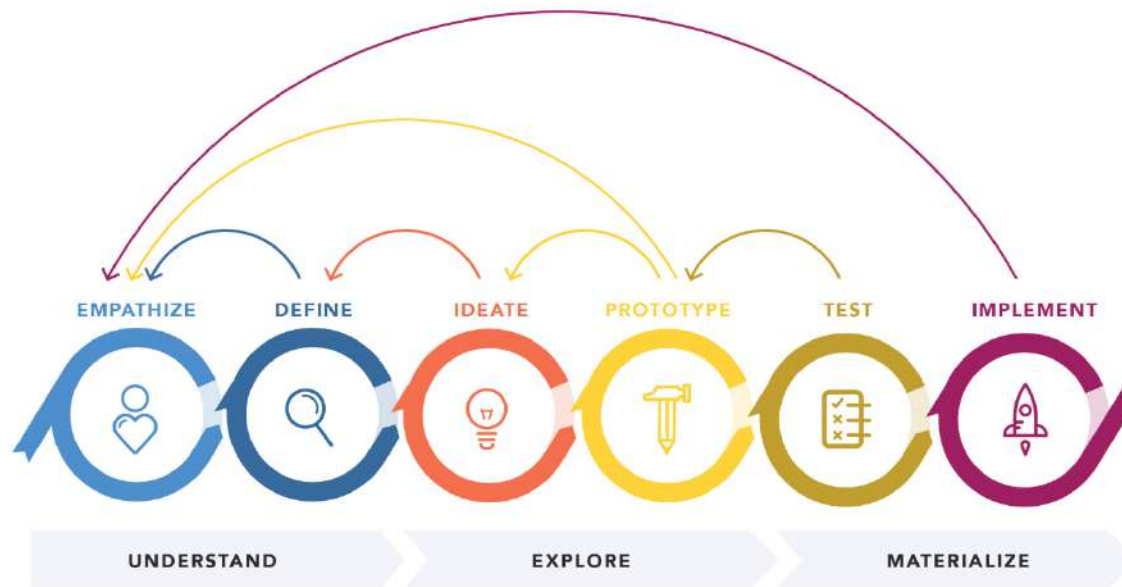 EMPATHIZE
DEFINE
IDEATE
PROTOTYPE
TEST
IMPLEMENT
UNDERSTAND
EXPLORE
MATERIALIZE